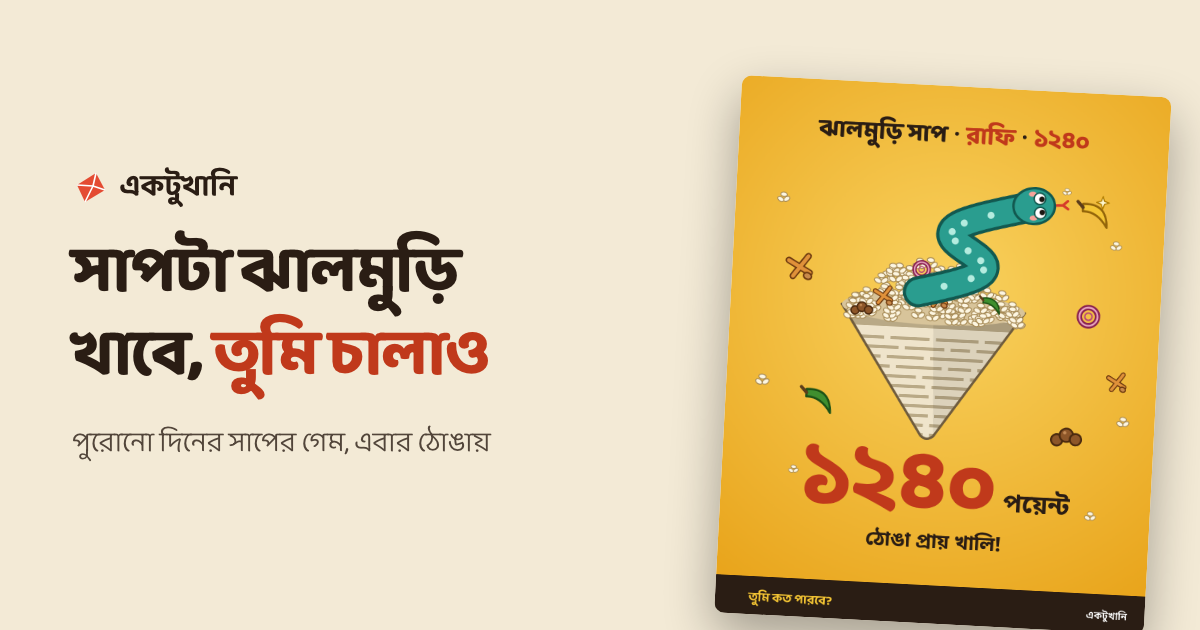 একটুখানি
সাপটা ঝালমুড়ি
খাবে, তুমি চালাও
পুরোনো দিনের সাপের গেম, এবার ঠোঙায়
ঝালমুড়ি সাপ · রাফি · ১২৪০
১২৪০ পয়েন্ট
ঠোঙা প্রায় খালি!
তুমি কত পারবে?
একটুখানি